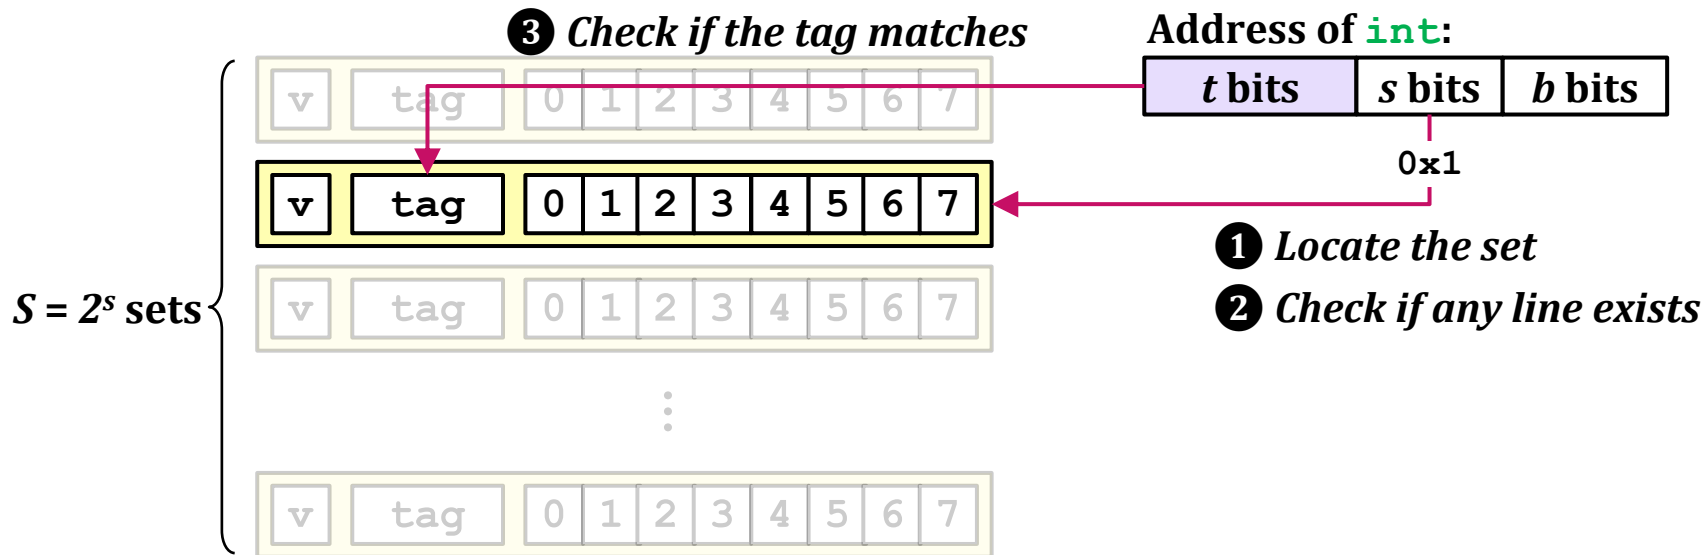 ❸ Check if the tag matches
Address of int:
t bits s bits b bits
v tag 0 1 2 3 4 5 6 7
0x1
v tag 0 1 2 3 4 5 6 7
❶ Locate the set
❷ Check if any line exists
S = 2^s sets
v tag 0 1 2 3 4 5 6 7
⋮
v tag 0 1 2 3 4 5 6 7